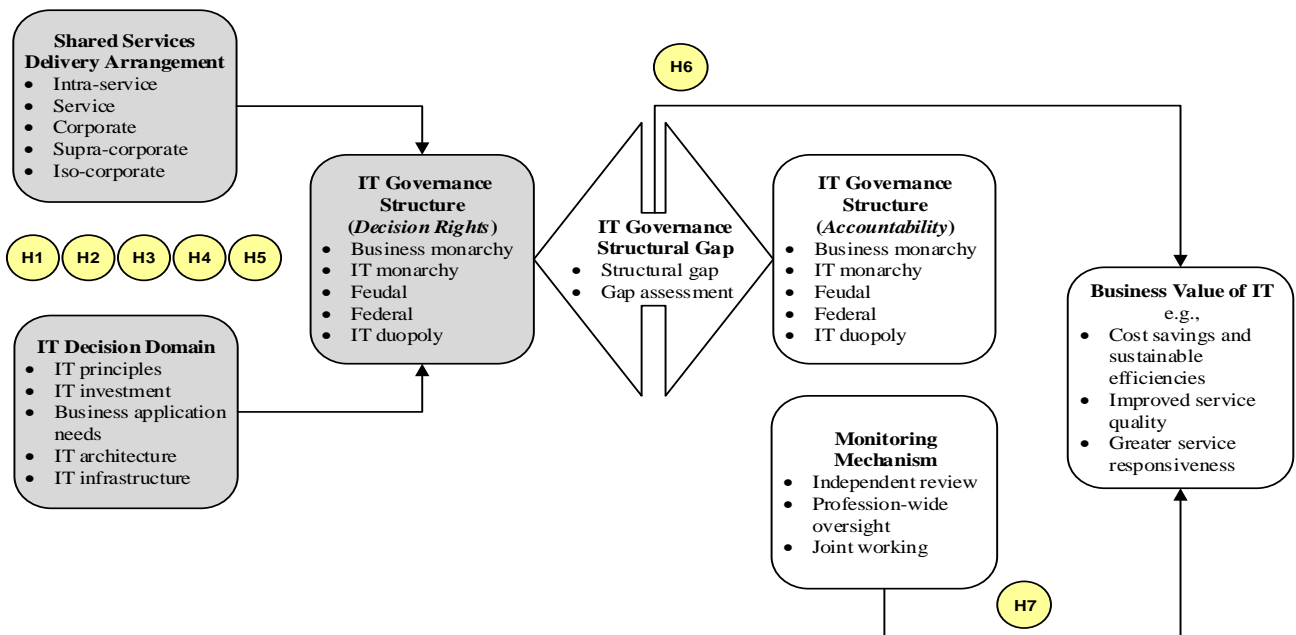 Shared Services
Delivery Arrangement
• Intra-service
• Service
• Corporate
• Supra-corporate
• Iso-corporate
H1 H2 H3 H4 H5
IT Decision Domain
• IT principles
• IT investment
• Business application
needs
• IT architecture
• IT infrastructure
IT Governance
Structure
(Decision Rights)
• Business monarchy
• IT monarchy
• Feudal
• Federal
• IT duopoly
H6
IT Governance
Structural Gap
• Structural gap
• Gap assessment
IT Governance
Structure
(Accountability)
• Business monarchy
• IT monarchy
• Feudal
• Federal
• IT duopoly
Monitoring
Mechanism
• Independent review
• Profession-wide
oversight
• Joint working
H7
Business Value of IT
e.g.,
• Cost savings and
sustainable
efficiencies
• Improved service
quality
• Greater service
responsiveness